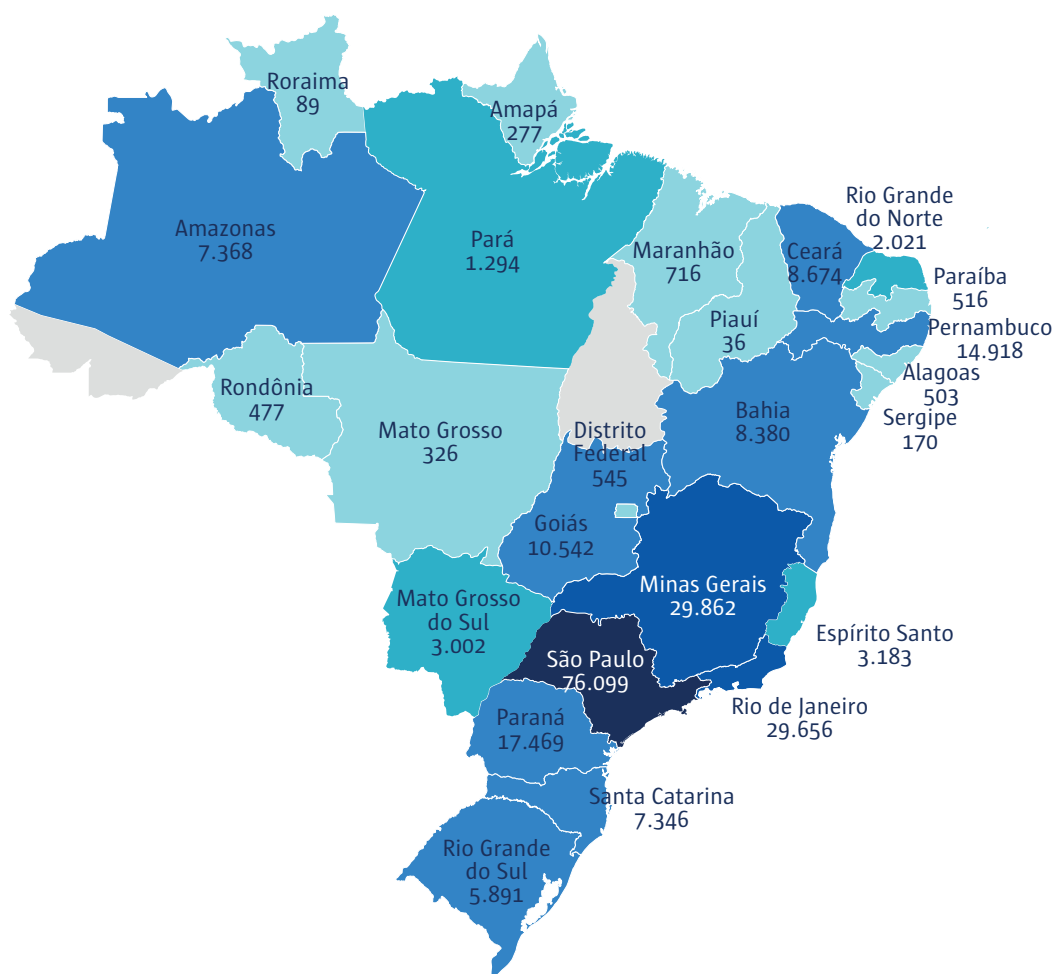 Roraima
89
Amapá
277
Amazonas
7.368
Pará
1.294
Maranhão
716
Ceará
8.674
Rio Grande
do Norte
2.021
Paraíba
516
Piauí
36
Pernambuco
14.918
Alagoas
503
Sergipe
170
Rondônia
477
Mato Grosso
326
Distrito
Federal
545
Bahia
8.380
Goiás
10.542
Minas Gerais
29.862
Mato Grosso
do Sul
3.002
Espírito Santo
3.183
São Paulo
76.099
Rio de Janeiro
29.656
Paraná
17.469
Santa Catarina
7.346
Rio Grande
do Sul
5.891